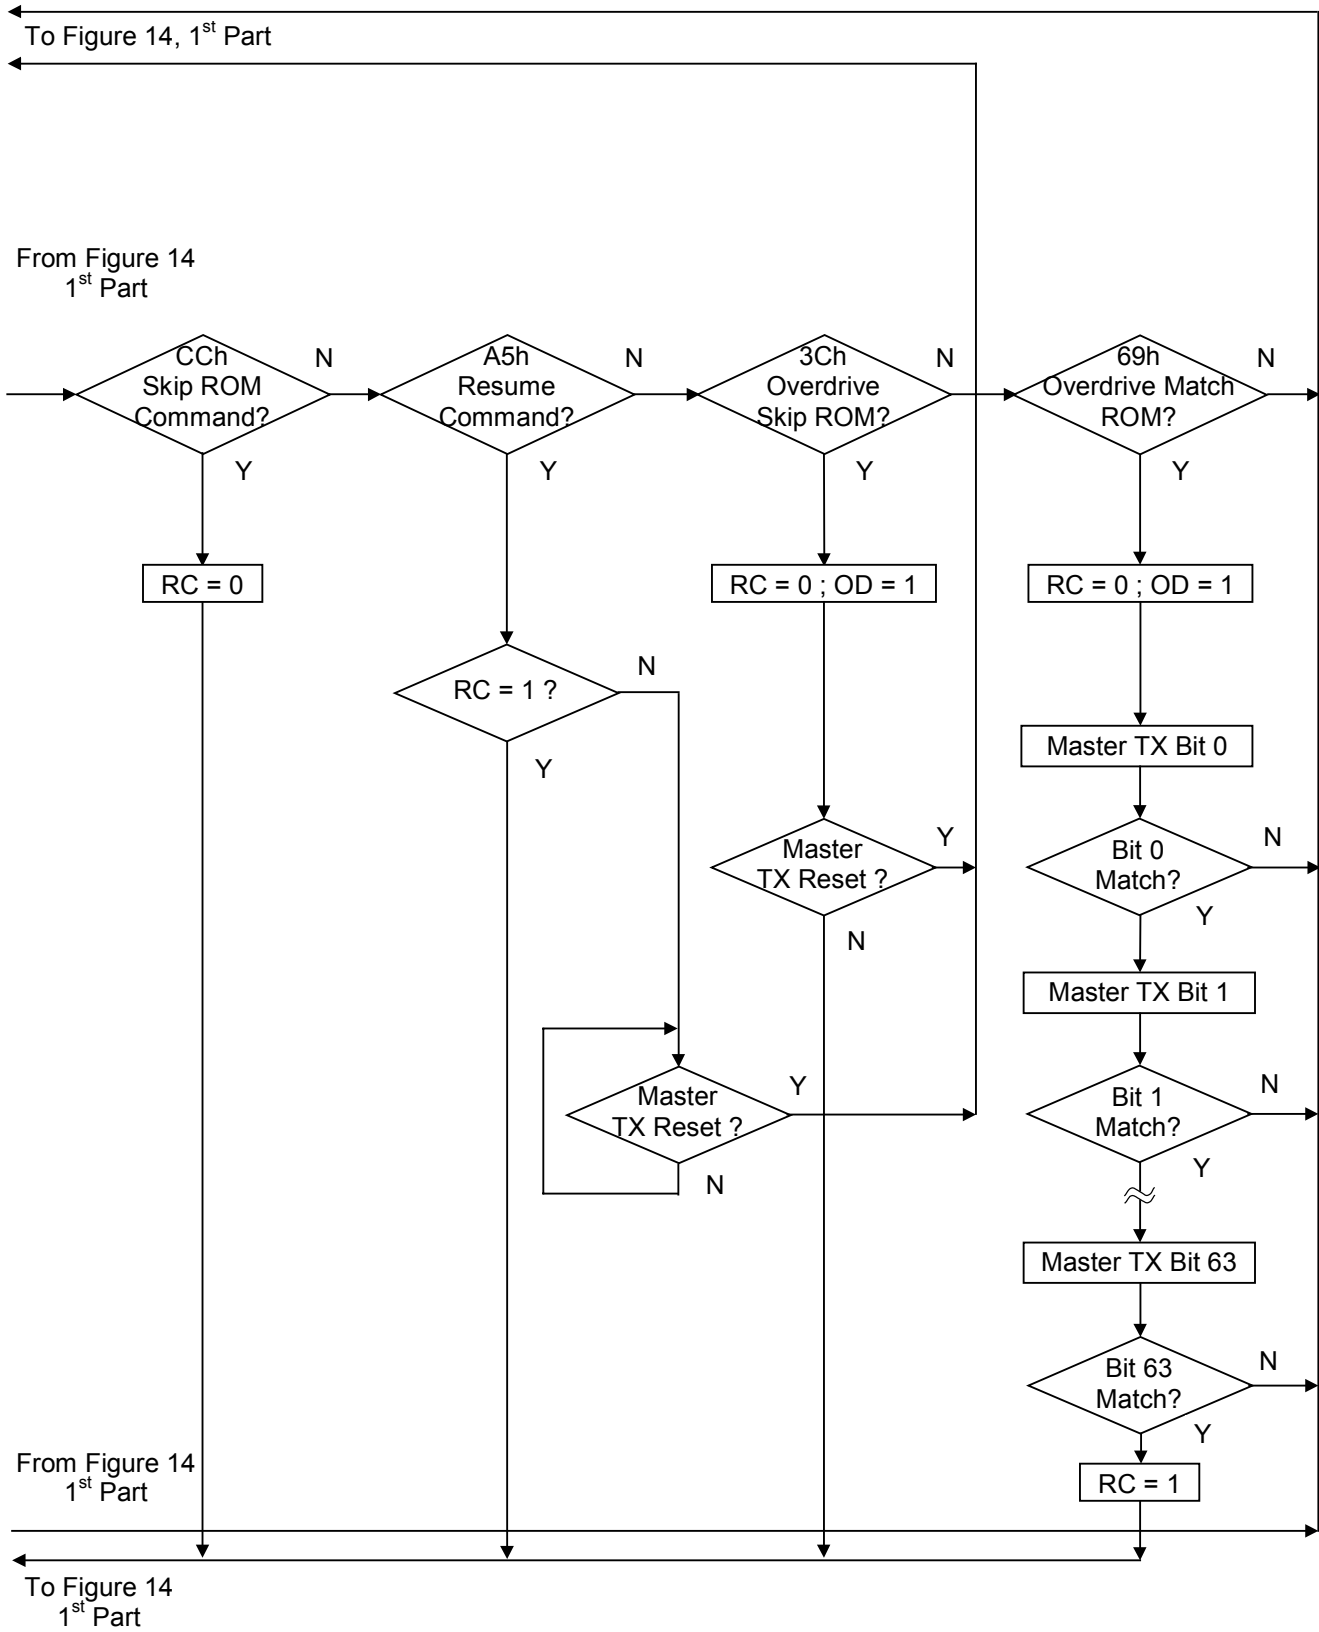 To Figure 14, 1st Part
From Figure 14
1st Part
CCh
Skip ROM
Command?
N
Y
A5h
Resume
Command?
N
Y
3Ch
Overdrive
Skip ROM?
N
Y
69h
Overdrive Match
ROM?
N
Y
RC = 0
RC = 0 ; OD = 1
RC = 0 ; OD = 1
RC = 1 ?
N
Y
Master TX Bit 0
Master
TX Reset ?
Y
N
Bit 0
Match?
N
Y
Master TX Bit 1
Master
TX Reset ?
Y
N
Bit 1
Match?
N
Y
Master TX Bit 63
Bit 63
Match?
N
Y
RC = 1
From Figure 14
1st Part
To Figure 14
1st Part